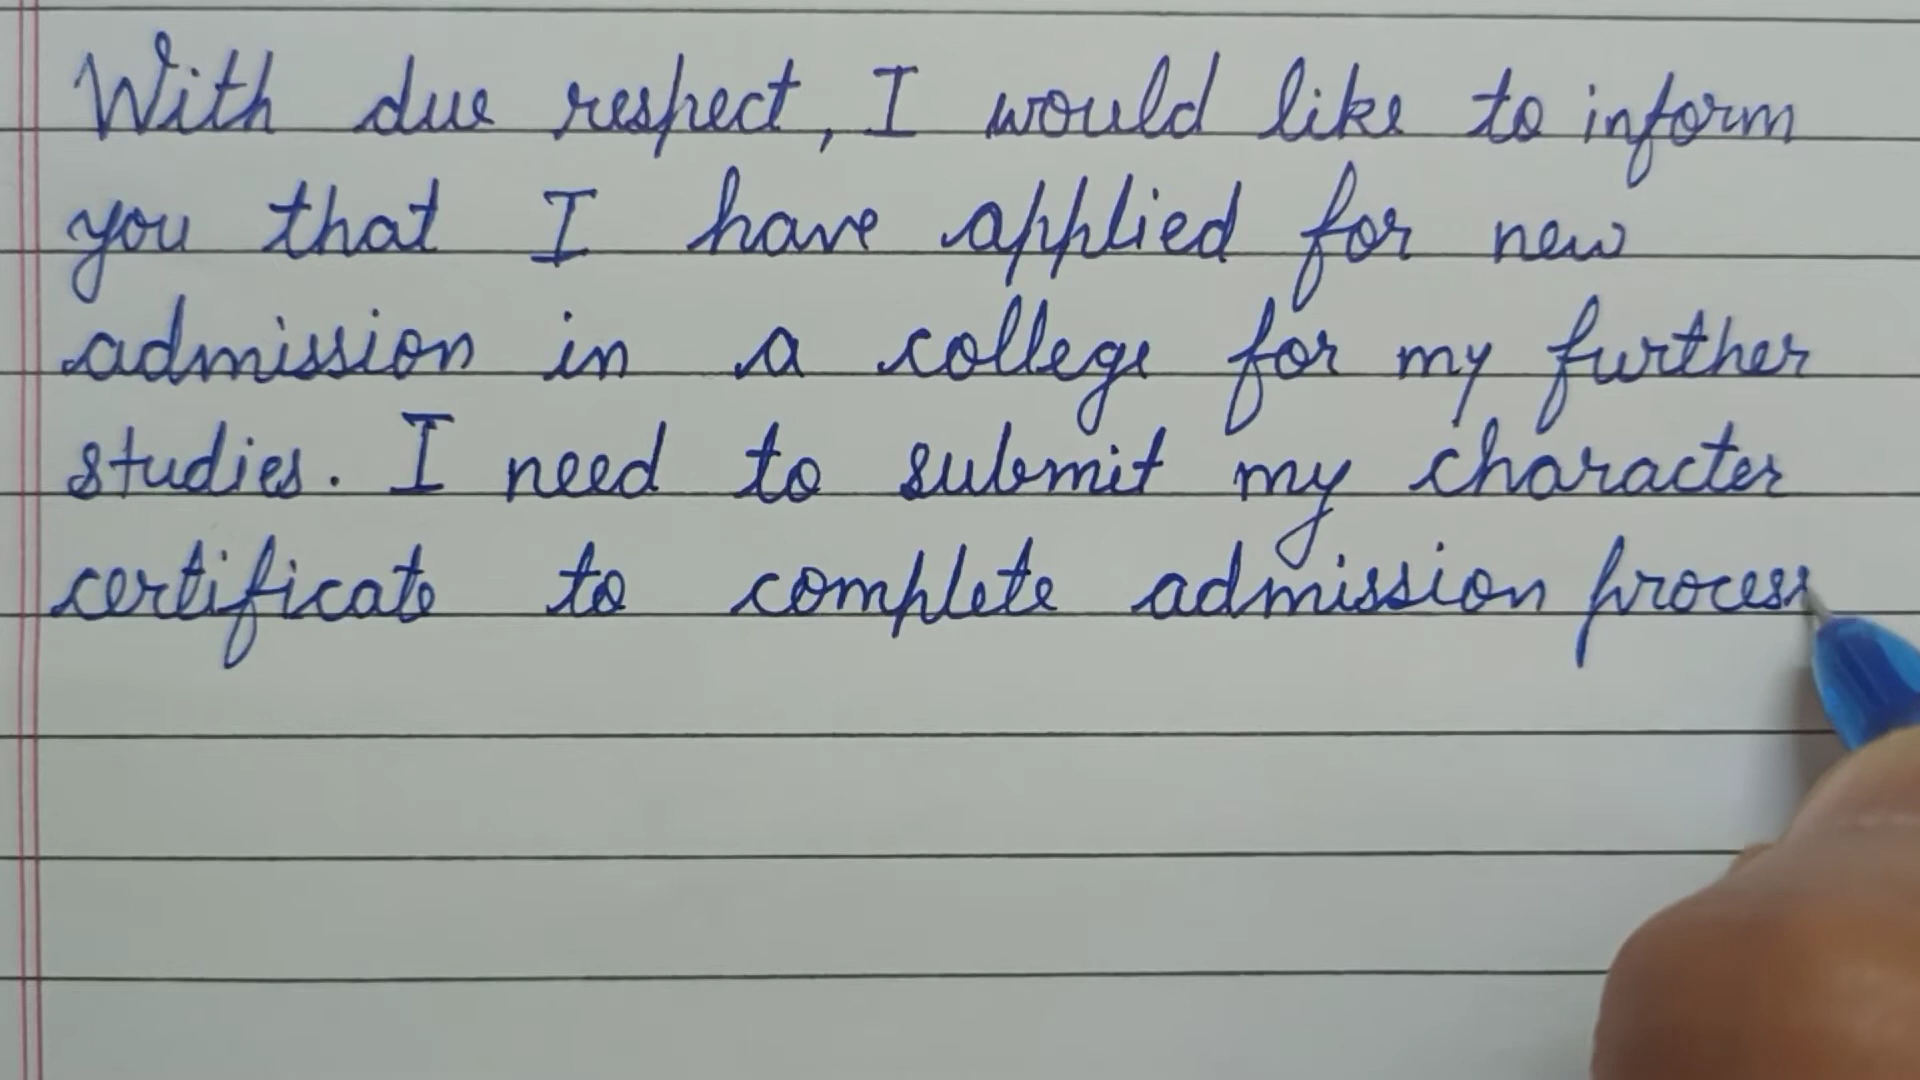 With due respect, I would like to inform
you that I have applied for new
admission in a college for my further
studies. I need to submit my character
certificate to complete admission process